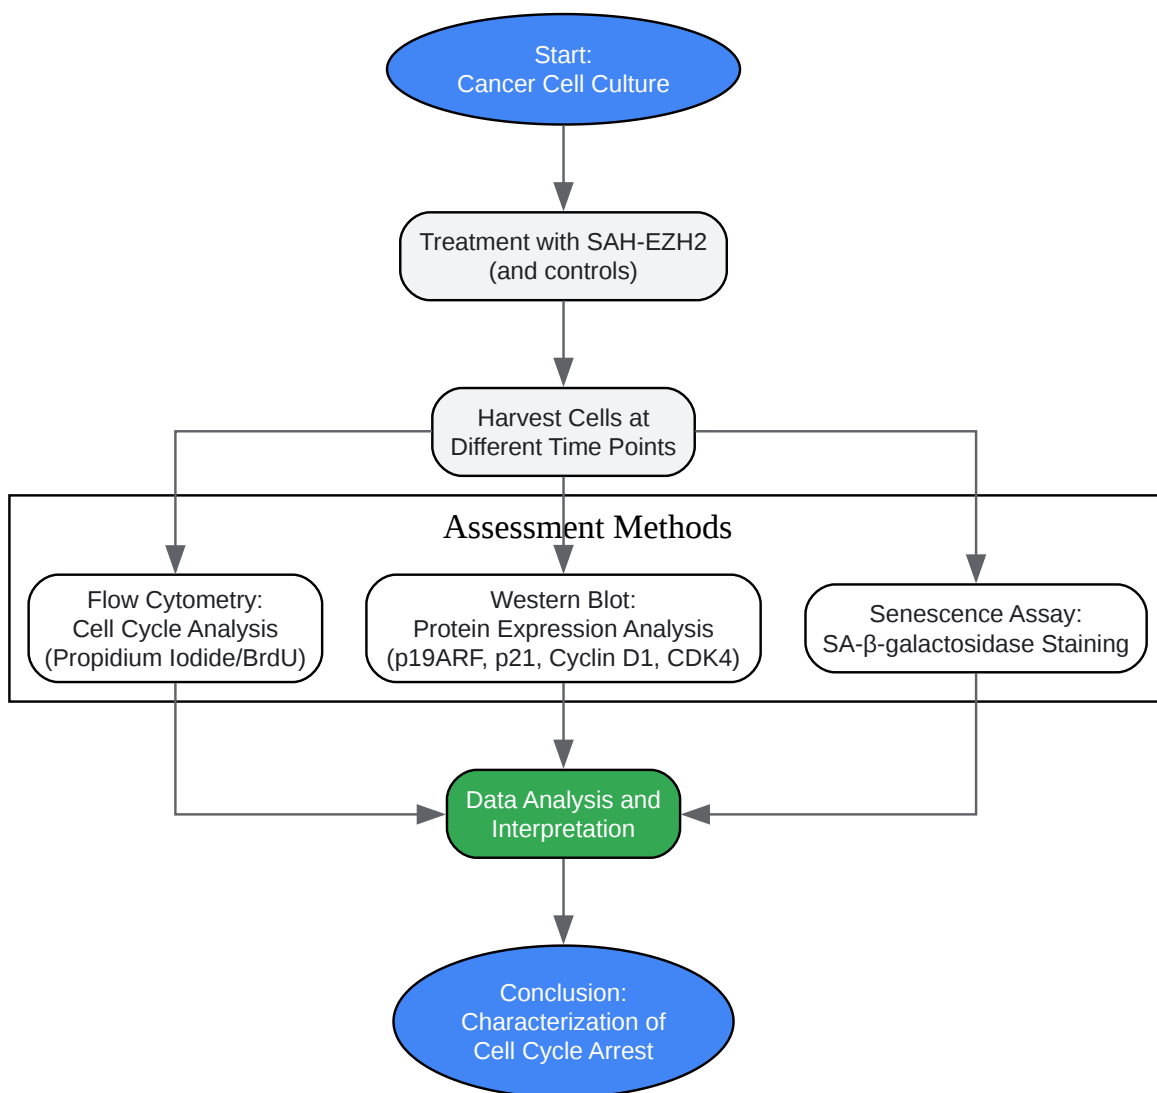 Start:
Cancer Cell Culture
Treatment with SAH-EZH2
(and controls)
Harvest Cells at
Different Time Points
Assessment Methods
Flow Cytometry:
Cell Cycle Analysis
(Propidium Iodide/BrdU)
Western Blot:
Protein Expression Analysis
(p19ARF, p21, Cyclin D1, CDK4)
Senescence Assay:
SA-β-galactosidase Staining
Data Analysis and
Interpretation
Conclusion:
Characterization of
Cell Cycle Arrest